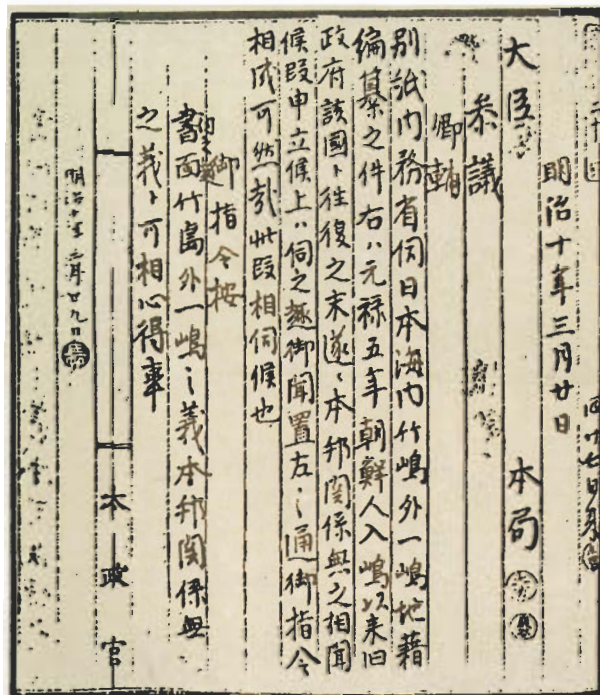 明治十年三月廿日
大臣 本局
参議
卿輔
別紙内務省伺日本海内竹嶋外一嶋地籍
編纂之件右ハ元禄五年朝鮮人入嶋以来旧
政府該國ト往復之末遂ニ本邦関係無之相聞
候段申立候上ハ伺之趣御聞置左之通御指令
相成可然哉此段相伺候也
御指令按
書面竹島外一嶋之義本邦関係無
之義ト可相心得事
明治十年三月廿九日
本政官